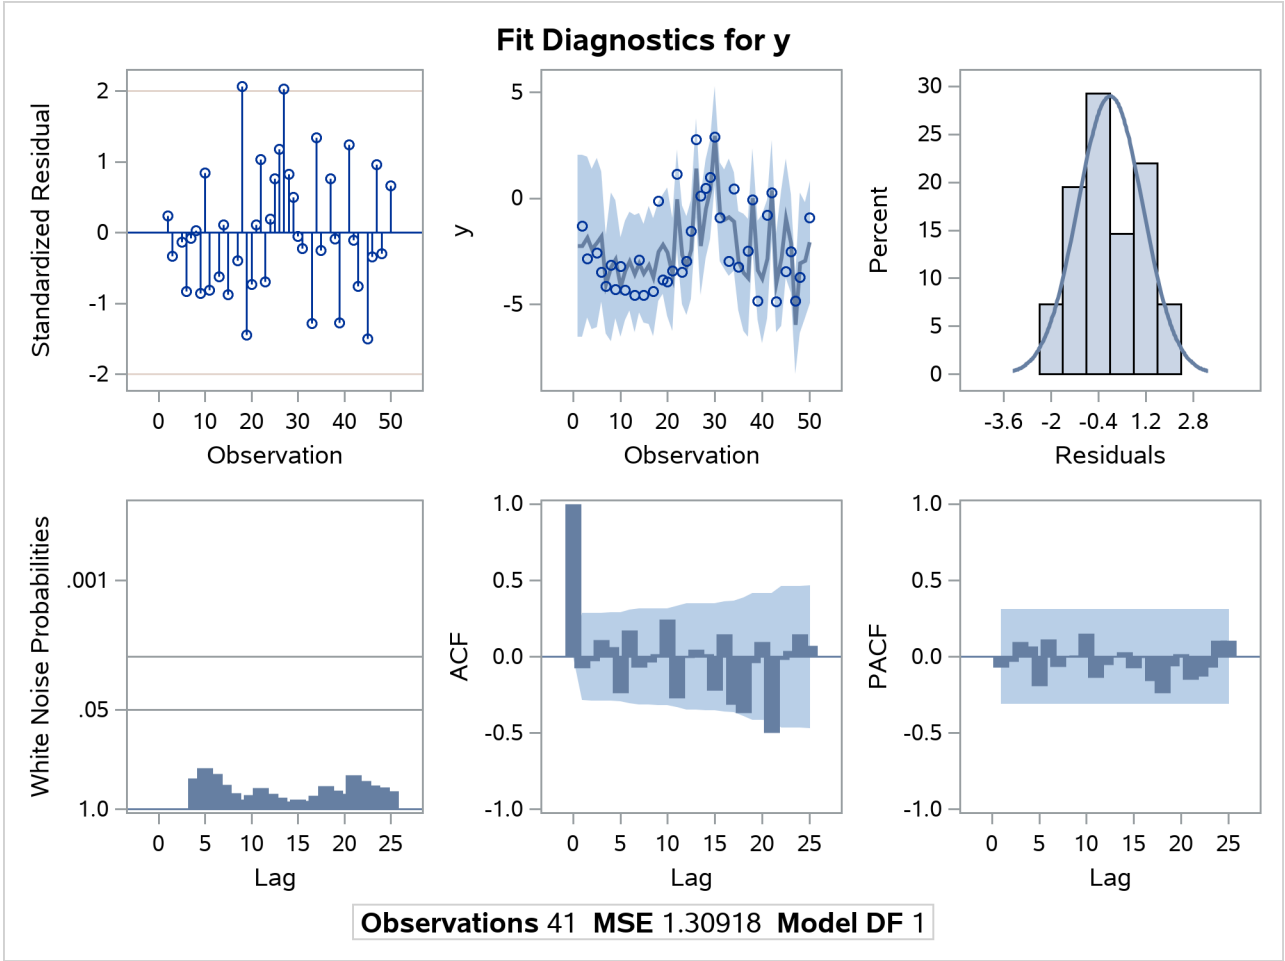 Fit Diagnostics for y
Standardized Residual
2
1
0
-1
-2
0 10 20 30 40 50
Observation
y
5
0
-5
0 10 20 30 40 50
Observation
Percent
30
25
20
15
10
5
0
-3.6 -2 -0.4 1.2 2.8
Residuals
White Noise Probabilities
.001
.05
1.0
0 5 10 15 20 25
Lag
ACF
1.0
0.5
0.0
-0.5
-1.0
0 5 10 15 20 25
Lag
PACF
1.0
0.5
0.0
-0.5
-1.0
0 5 10 15 20 25
Lag
Observations 41 MSE 1.30918 Model DF 1